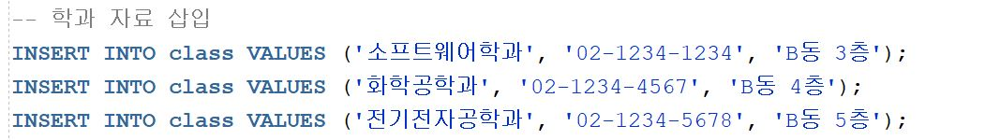 -- 학과 자료 삽입
INSERT INTO class VALUES ('소프트웨어학과', '02-1234-1234', 'B동 3층');
INSERT INTO class VALUES ('화학공학과', '02-1234-4567', 'B동 4층');
INSERT INTO class VALUES ('전기전자공학과', '02-1234-5678', 'B동 5층');